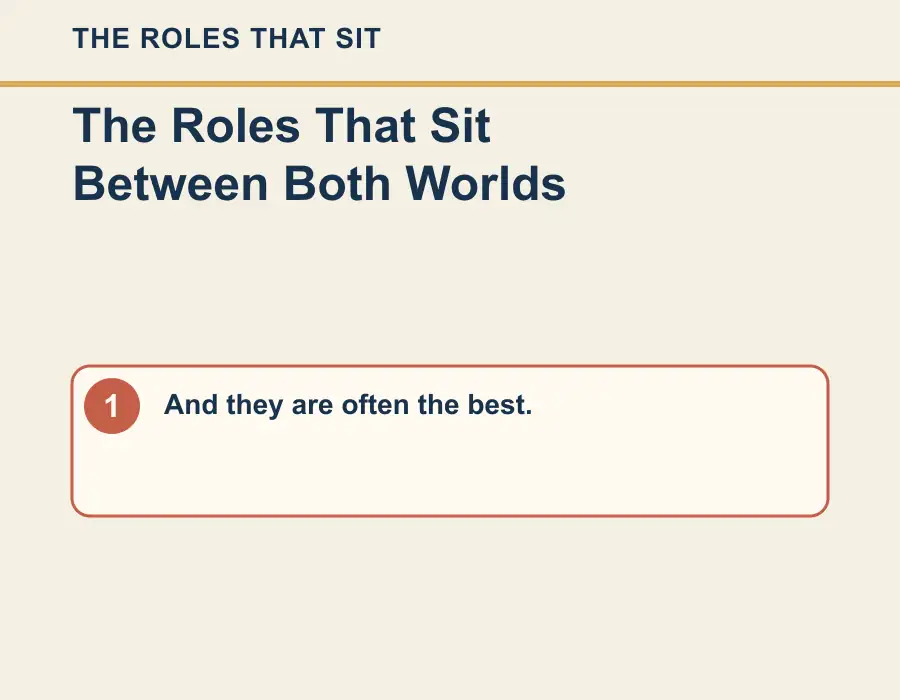 THE ROLES THAT SIT
The Roles That Sit
Between Both Worlds
1 And they are often the best.